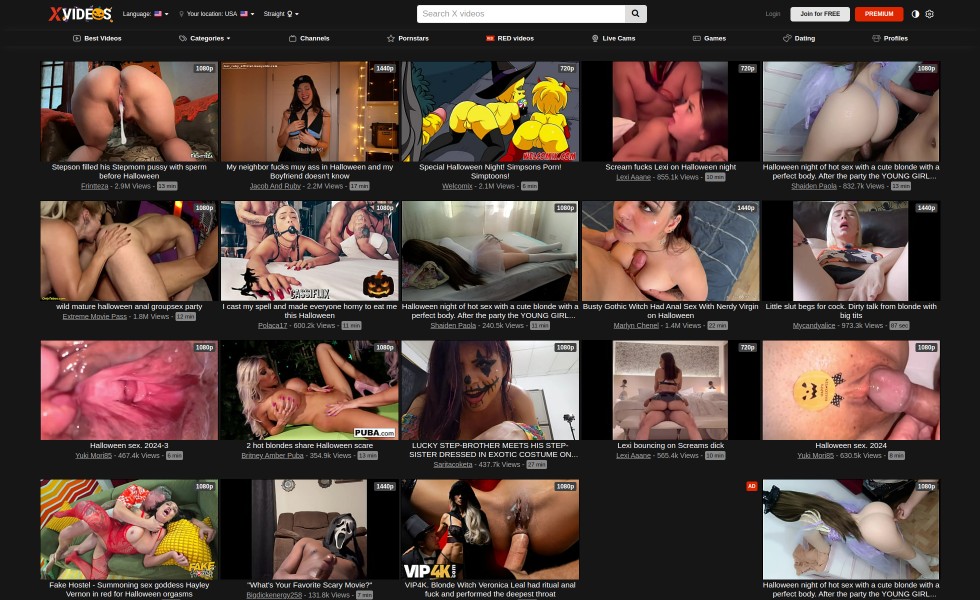 XVIDEOS
Language:
Your location: USA
Straight
Search X videos
Login
Join for FREE
PREMIUM
Best Videos
Categories
Channels
Pornstars
RED videos
Live Cams
Games
Dating
Profiles
1080p
1440p
720p
720p
1080p
Stepson filled his Stepmom pussy with sperm before Halloween
Frintteza - 2.9M Views - 13 min
My neighbor fucks muy ass in Halloween and my Boyfriend doesn't know
Jacob And Ruby - 2.2M Views - 17 min
Special Halloween Night! Simpsons Porn! Simptoons!
Welcomix - 2.1M Views - 6 min
Scream fucks Lexi on Halloween night
Lexi Aaane - 855.1k Views - 10 min
Halloween night of hot sex with a cute blonde with a perfect body. After the party the YOUNG GIRL...
Shaiden Paola - 832.7k Views - 13 min
1080p
1080p
1080p
1440p
1440p
CASSIFLIX
wild mature halloween anal groupsex party
Extreme Movie Pass - 1.8M Views - 12 min
I cast my spell and made everyone horny to eat me this Halloween
Polaca17 - 600.2k Views - 11 min
Halloween night of hot sex with a cute blonde with a perfect body. After the party the YOUNG GIRL...
Shaiden Paola - 240.5k Views - 11 min
Busty Gothic Witch Had Anal Sex With Nerdy Virgin on Halloween
Marlyn Chenel - 1.4M Views - 22 min
Little slut begs for cock. Dirty talk from blonde with big tits
Mycandyalice - 973.3k Views - 87 sec
1080p
1080p
1080p
720p
1080p
PUBA.com
Halloween sex. 2024-3
Yuki Mori85 - 467.4k Views - 6 min
2 hot blondes share Halloween scare
Britney Amber Puba - 354.9k Views - 13 min
LUCKY STEP-BROTHER MEETS HIS STEP-SISTER DRESSED IN EXOTIC COSTUME ON...
Saritacoketa - 437.7k Views - 27 min
Lexi bouncing on Screams dick
Lexi Aaane - 565.4k Views - 10 min
Halloween sex. 2024
Yuki Mori85 - 630.5k Views - 8 min
1080p
1440p
1080p
AD
1080p
FAKE
VIP4K
Fake Hostel - Summoning sex goddess Hayley Vernon in red for Halloween orgasms
"What's Your Favorite Scary Movie?"
Bigdickenergy258 - 131.8k Views - 7 min
VIP4K. Blonde Witch Veronica Leal had ritual anal fuck and performed the deepest throat
Halloween night of hot sex with a cute blonde with a perfect body. After the party the YOUNG GIRL...